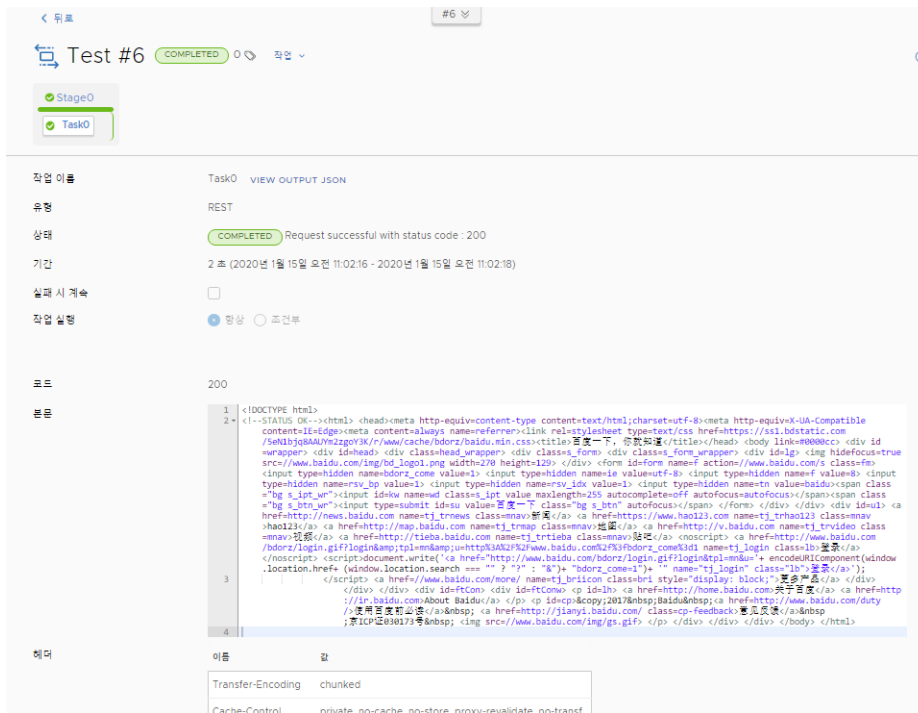 뒤로
#6
Test #6 COMPLETED 0 작업
Stage0
Task0
작업 이름 Task0 VIEW OUTPUT JSON
유형 REST
상태 COMPLETED Request successful with status code : 200
기간 2 초 (2020년 1월 15일 오전 11:02:16 - 2020년 1월 15일 오전 11:02:18)
실패 시 계속
작업 실행 항상 조건부
코드 200
본문
1 <!DOCTYPE html>
2 <!--STATUS OK--><html> <head><meta http-equiv=content-type content=text/html;charset=utf-8><meta http-equiv=X-UA-Compatible
content=IE=Edge><meta content=always name=referrer><link rel=stylesheet type=text/css href=https://ss1.bdstatic.com
/5eN1bjq8AAUYm2zgoY3K/r/www/cache/bdorz/baidu.min.css><title>百度一下，你就知道</title></head> <body link=#0000cc> <div id
=wrapper> <div id=head> <div class=head_wrapper> <div class=s_form> <div class=s_form_wrapper> <div id=lg> <img hidefocus=true
src=//www.baidu.com/img/bd_logo1.png width=270 height=129> </div> <form id=form name=f action=//www.baidu.com/s class=fm>
<input type=hidden name=bdorz_come value=1> <input type=hidden name=ie value=utf-8> <input type=hidden name=f value=8> <input
type=hidden name=rsv_bp value=1> <input type=hidden name=rsv_idx value=1> <input type=hidden name=tn value=baidu><span class
="bg s_ipt_wr"><input id=kw name=wd class=s_ipt value maxlength=255 autocomplete=off autofocus=autofocus></span><span class
="bg s_btn_wr"><input type=submit id=su value=百度一下 class="bg s_btn" autofocus></span> </form> </div> </div> <div id=u1> <a
href=http://news.baidu.com name=tj_trnews class=mnav>新闻</a> <a href=https://www.hao123.com name=tj_trhao123 class=mnav
>hao123</a> <a href=http://map.baidu.com name=tj_trmap class=mnav>地图</a> <a href=http://v.baidu.com name=tj_trvideo class
=mnav>视频</a> <a href=http://tieba.baidu.com name=tj_trtieba class=mnav>贴吧</a> <noscript> <a href=http://www.baidu.com
/bdorz/login.gif?login&amp;tpl=mn&amp;u=http%3A%2F%2Fwww.baidu.com%2f%3fbdorz_come%3d1 name=tj_login class=lb>登录</a>
</noscript> <script>document.write('<a href="http://www.baidu.com/bdorz/login.gif?login&tpl=mn&u='+ encodeURIComponent(window
.location.href+ (window.location.search === "" ? "?" : "&")+ "bdorz_come=1")+ '" name="tj_login" class="lb">登录</a>');
3 </script> <a href=//www.baidu.com/more/ name=tj_briicon class=bri style="display: block;">更多产品</a> </div>
</div> </div> <div id=ftCon> <div id=ftConw> <p id=lh> <a href=http://home.baidu.com>关于百度</a> <a href=http
://ir.baidu.com>About Baidu</a> </p> <p id=cp>&copy;2017&nbsp;Baidu&nbsp;<a href=http://www.baidu.com/duty
/>使用百度前必读</a>&nbsp; <a href=http://jianyi.baidu.com/ class=cp-feedback>意见反馈</a>&nbsp
;京ICP证030173号&nbsp; <img src=//www.baidu.com/img/gs.gif> </p> </div> </div> </div> </body> </html>
4
헤더
이름 값
Transfer-Encoding chunked
Cache-Control private, no-cache, no-store, proxy-revalidate, no-transf